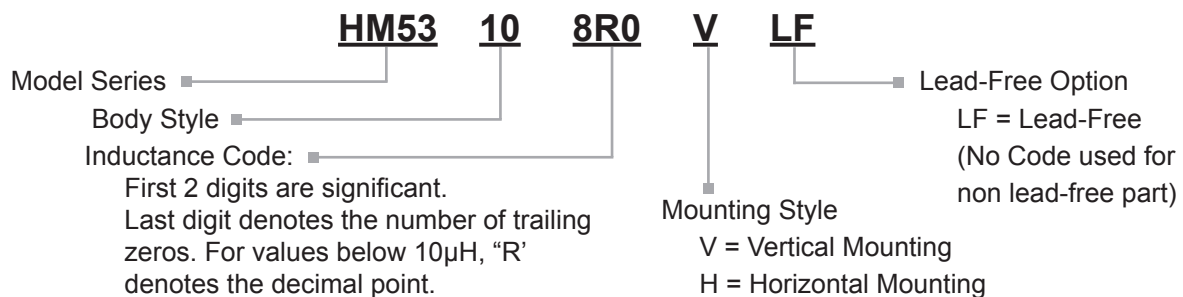 HM53 10 8R0 V LF
Model Series
Body Style
Inductance Code:
First 2 digits are significant.
Last digit denotes the number of trailing
zeros. For values below 10µH, “R’
denotes the decimal point.
Mounting Style
V = Vertical Mounting
H = Horizontal Mounting
Lead-Free Option
LF = Lead-Free
(No Code used for
non lead-free part)